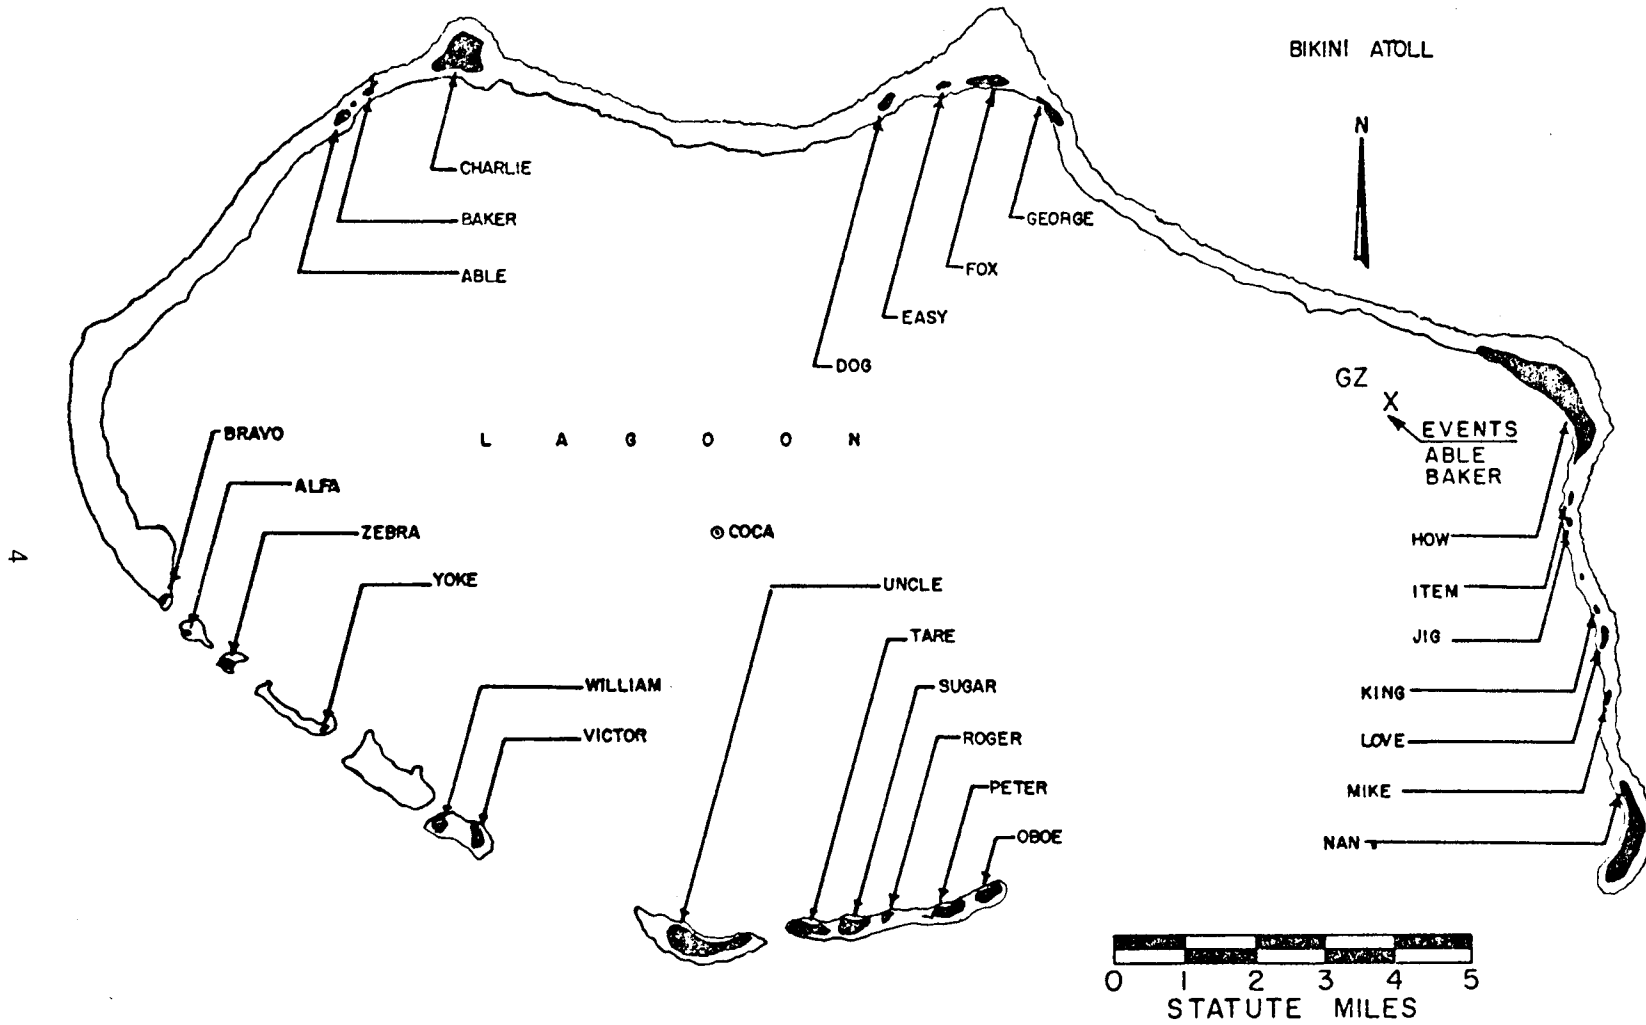 BIKINI ATOLL
N
CHARLIE
BAKER
ABLE
GEORGE
FOX
EASY
DOG
GZ
X
EVENTS
ABLE
BAKER
BRAVO
LAGOON
ALFA
ZEBRA
COCA
HOW
4
YOKE
UNCLE
ITEM
TARE
JIG
WILLIAM
SUGAR
KING
VICTOR
ROGER
LOVE
PETER
MIKE
OBOE
NAN
0 1 2 3 4 5
STATUTE MILES